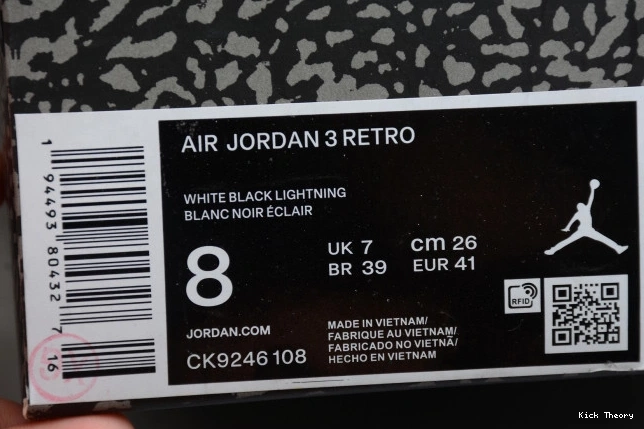 AIR JORDAN 3 RETRO
WHITE BLACK LIGHTNING
BLANC NOIR ÉCLAIR
8
UK 7 cm 26
BR 39 EUR 41
RFID
JORDAN.COM
CK9246 108
MADE IN VIETNAM/
FABRIQUE AU VIETNAM/
FABRICADO NO VIETNÃ/
HECHO EN VIETNAM
1 94493 80432 7 16
Kick Theory